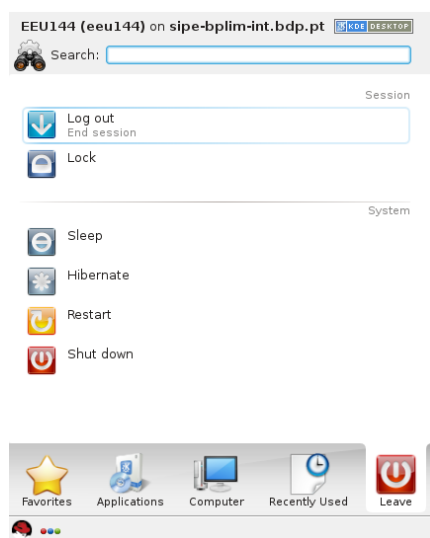 EEU144 (eeu144) on sipe-bplim-int.bdp.pt KDE DESKTOP
Search:
Session
Log out
End session
Lock
System
Sleep
Hibernate
Restart
Shut down
Favorites Applications Computer Recently Used Leave